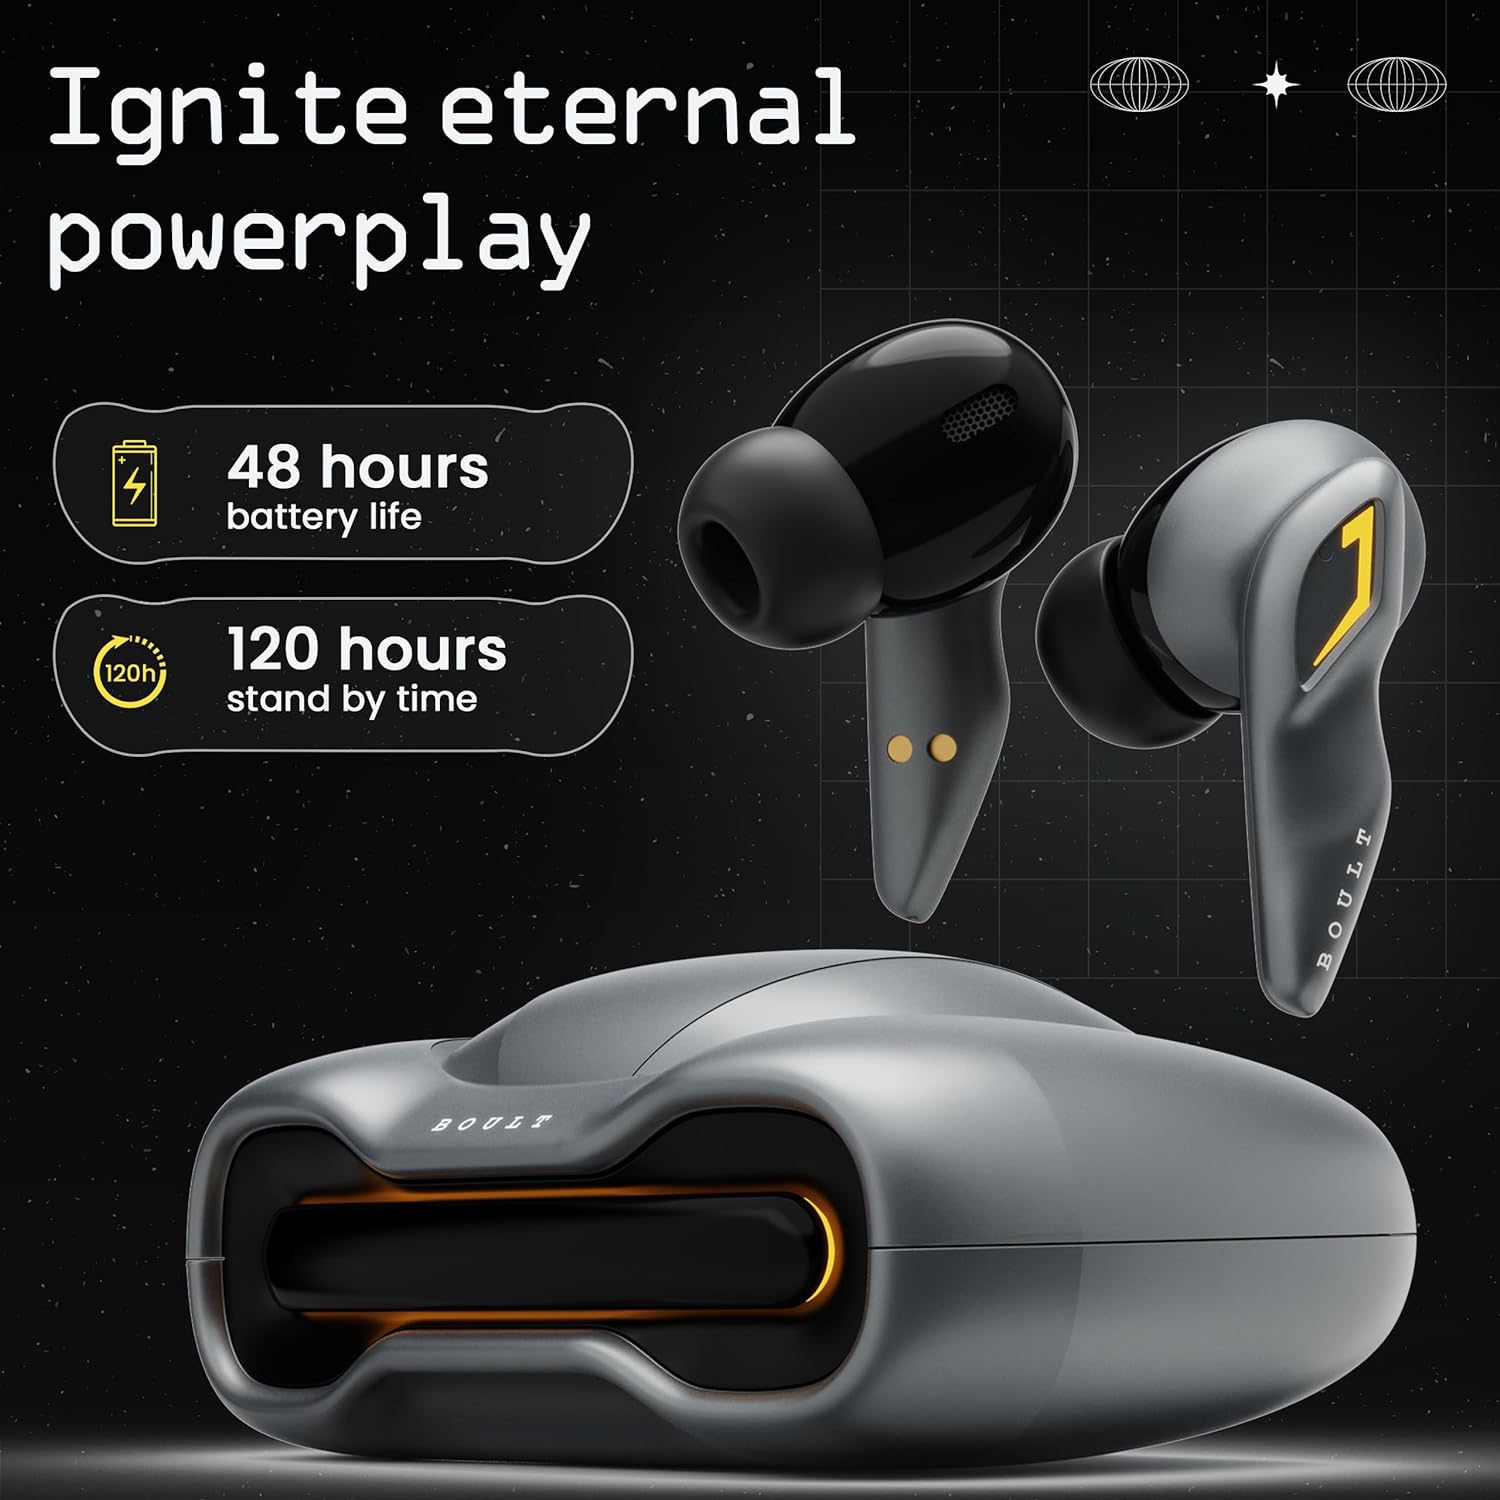 Ignite eternal
powerplay
48 hours
battery life
120h
120 hours
stand by time
BOULT
BOULT